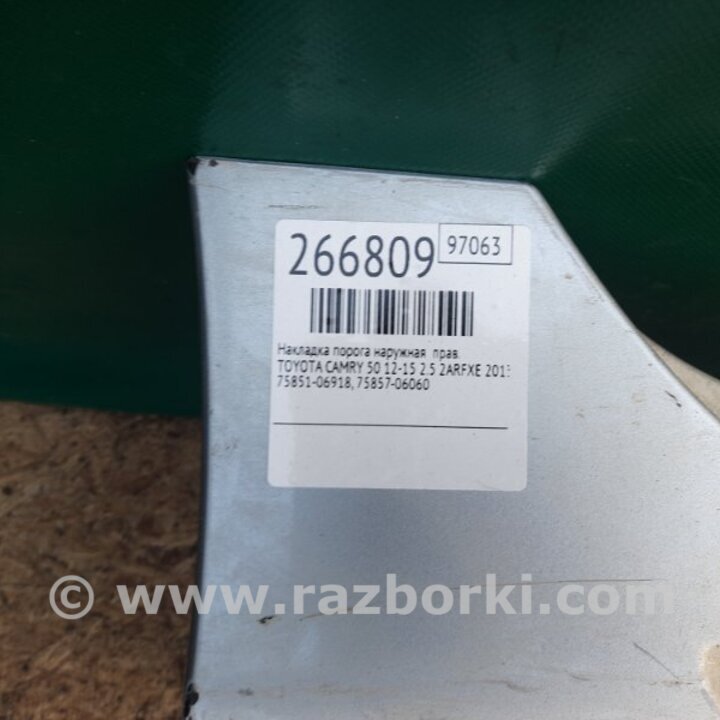 266809 97063
Накладка порога наружная прав.
TOYOTA CAMRY 50 12-15 2.5 2ARFXE
75851-06918, 75857-06060
© www.razborki.com